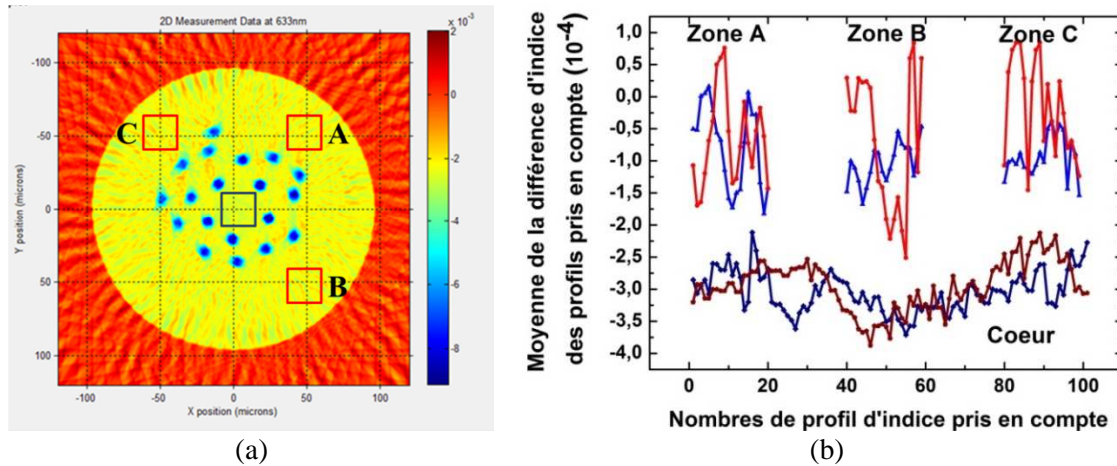 2D Measurement Data at 633nm
x 10⁻³
2
0
-2
-4
-6
-8
-100
-50
0
50
100
Y position (microns)
-100
-50
0
50
100
X position (microns)
C
A
B
(a)
Moyenne de la différence d'indice
des profils pris en compte (10⁻⁴)
1,0
0,5
0,0
-0,5
-1,0
-1,5
-2,0
-2,5
-3,0
-3,5
-4,0
Zone A
Zone B
Zone C
Coeur
0
20
40
60
80
100
Nombres de profil d'indice pris en compte
(b)